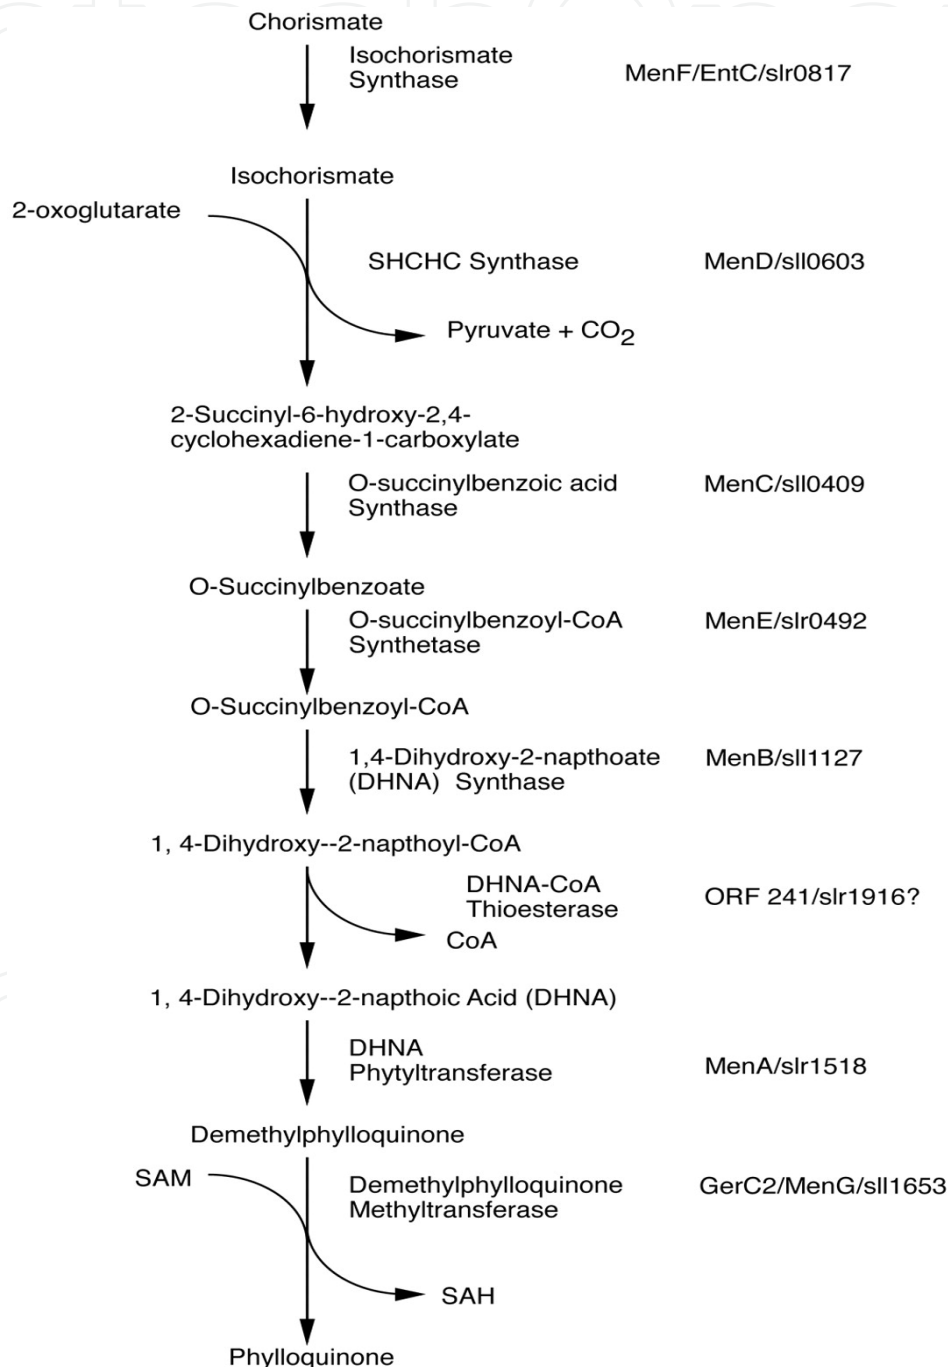 Chorismate
Isochorismate
Synthase
MenF/EntC/slr0817
Isochorismate
2-oxoglutarate
SHCHC Synthase
MenD/sll0603
Pyruvate + CO2
2-Succinyl-6-hydroxy-2,4-
cyclohexadiene-1-carboxylate
O-succinylbenzoic acid
Synthase
MenC/sll0409
O-Succinylbenzoate
O-succinylbenzoyl-CoA
Synthetase
MenE/slr0492
O-Succinylbenzoyl-CoA
1,4-Dihydroxy-2-napthoate
(DHNA) Synthase
MenB/sll1127
1, 4-Dihydroxy--2-napthoyl-CoA
DHNA-CoA
Thioesterase
ORF 241/slr1916?
CoA
1, 4-Dihydroxy--2-napthoic Acid (DHNA)
DHNA
Phytyltransferase
MenA/slr1518
Demethylphylloquinone
SAM
Demethylphylloquinone
Methyltransferase
GerC2/MenG/sll1653
SAH
Phylloquinone